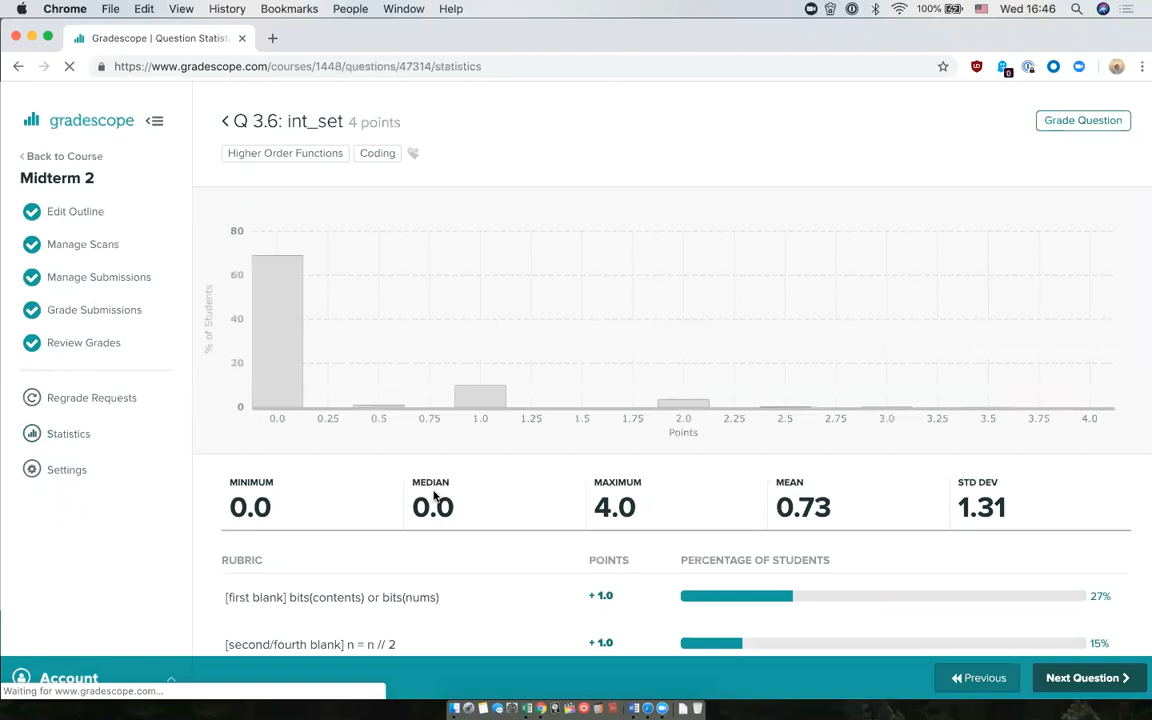 Chrome File Edit View History Bookmarks People Window Help 100% Wed 16:46
Gradescope | Question Statist
https://www.gradescope.com/courses/1448/questions/47314/statistics
0
gradescope
Back to Course
Midterm 2
Edit Outline
Manage Scans
Manage Submissions
Grade Submissions
Review Grades
Regrade Requests
Statistics
Settings
Q 3.6: int_set 4 points
Grade Question
Higher Order Functions Coding
% of Students
80
60
40
20
0
0.0 0.25 0.5 0.75 1.0 1.25 1.5 1.75 2.0 2.25 2.5 2.75 3.0 3.25 3.5 3.75 4.0
Points
MINIMUM MEDIAN MAXIMUM MEAN STD DEV
0.0 0.0 4.0 0.73 1.31
RUBRIC POINTS PERCENTAGE OF STUDENTS
[first blank] bits(contents) or bits(nums) + 1.0 27%
[second/fourth blank] n = n // 2 + 1.0 15%
Account
Previous Next Question
Waiting for www.gradescope.com...